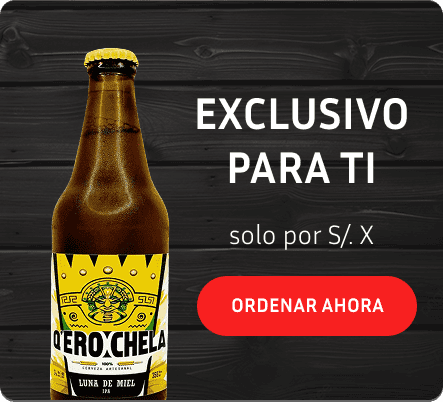 EXCLUSIVO
PARA TI
solo por S/. X
ORDENAR AHORA
Q'ERO CHELA
100%
CERVEZA ARTESANAL
LUNA DE MIEL
IPA